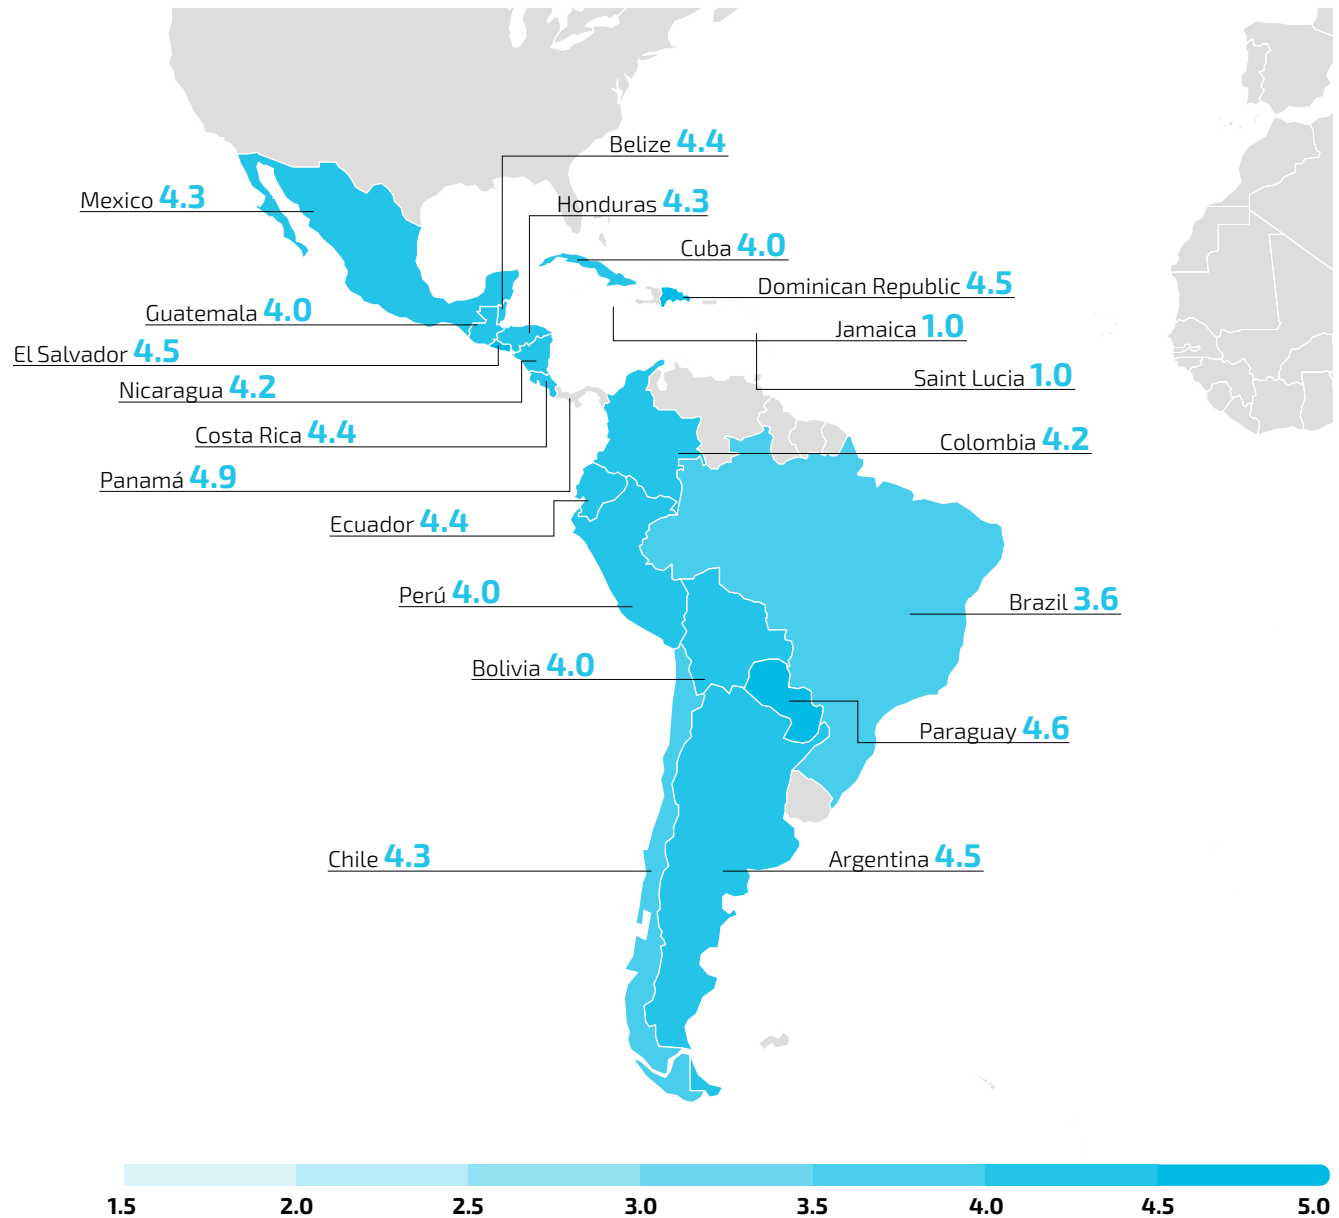 Belize 4.4
Mexico 4.3
Honduras 4.3
Cuba 4.0
Dominican Republic 4.5
Guatemala 4.0
Jamaica 1.0
El Salvador 4.5
Saint Lucia 1.0
Nicaragua 4.2
Costa Rica 4.4
Colombia 4.2
Panamá 4.9
Ecuador 4.4
Perú 4.0
Brazil 3.6
Bolivia 4.0
Paraguay 4.6
Chile 4.3
Argentina 4.5
1.5 2.0 2.5 3.0 3.5 4.0 4.5 5.0